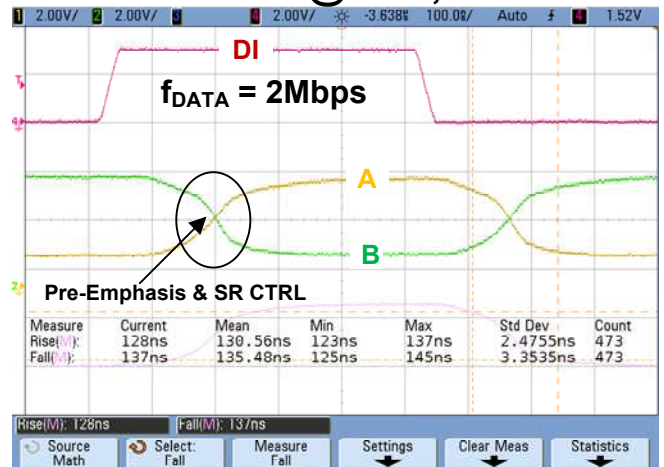 1 2.00V/ 2 2.00V/ 3 4 2.00V/ -3.638s 100.0s/ Auto 1.52V
DI
fDATA = 2Mbps
A
B
Pre-Emphasis & SR CTRL
Measure Current Mean Min Max Std Dev Count
Rise(M): 128ns 130.56ns 123ns 137ns 2.4755ns 473
Fall(M): 137ns 135.48ns 125ns 145ns 3.3535ns 473
Rise(M): 128ns Fall(M): 137ns
Source Select: Measure Settings Clear Meas Statistics
Math Fall Fall